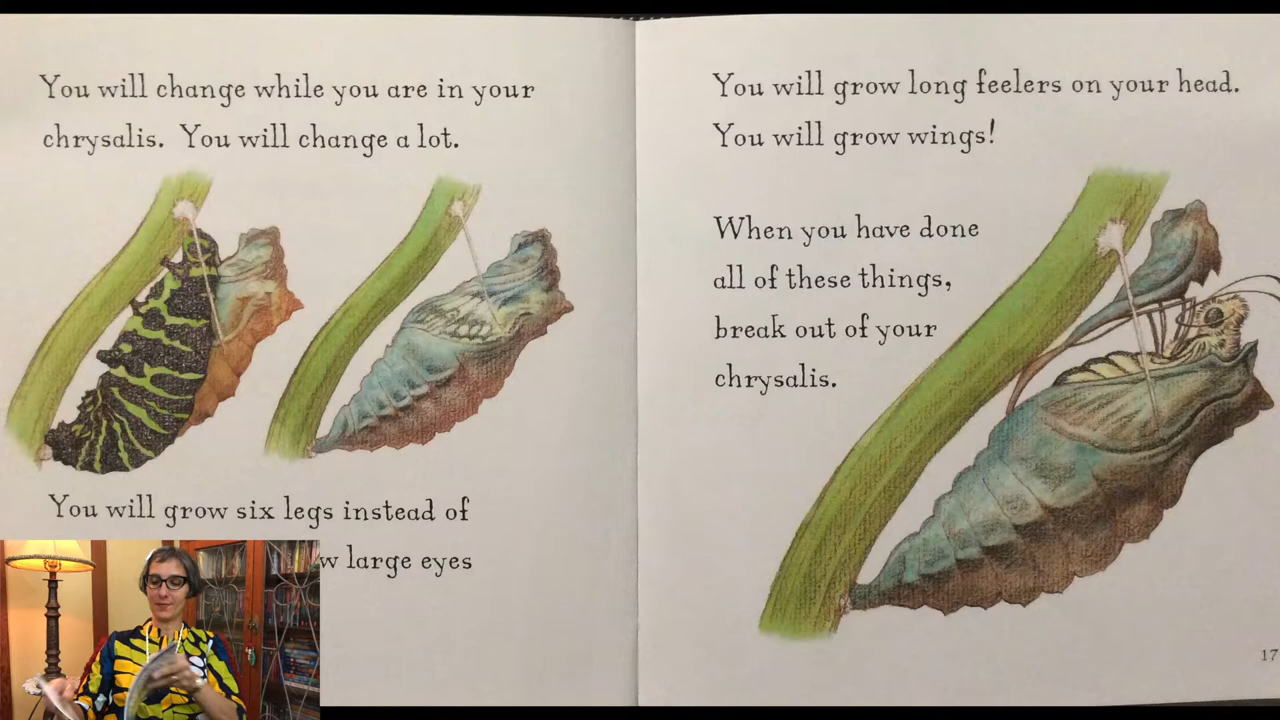 You will change while you are in your
chrysalis. You will change a lot.
You will grow six legs instead of
large eyes
You will grow long feelers on your head.
You will grow wings!
When you have done
all of these things,
break out of your
chrysalis.
17